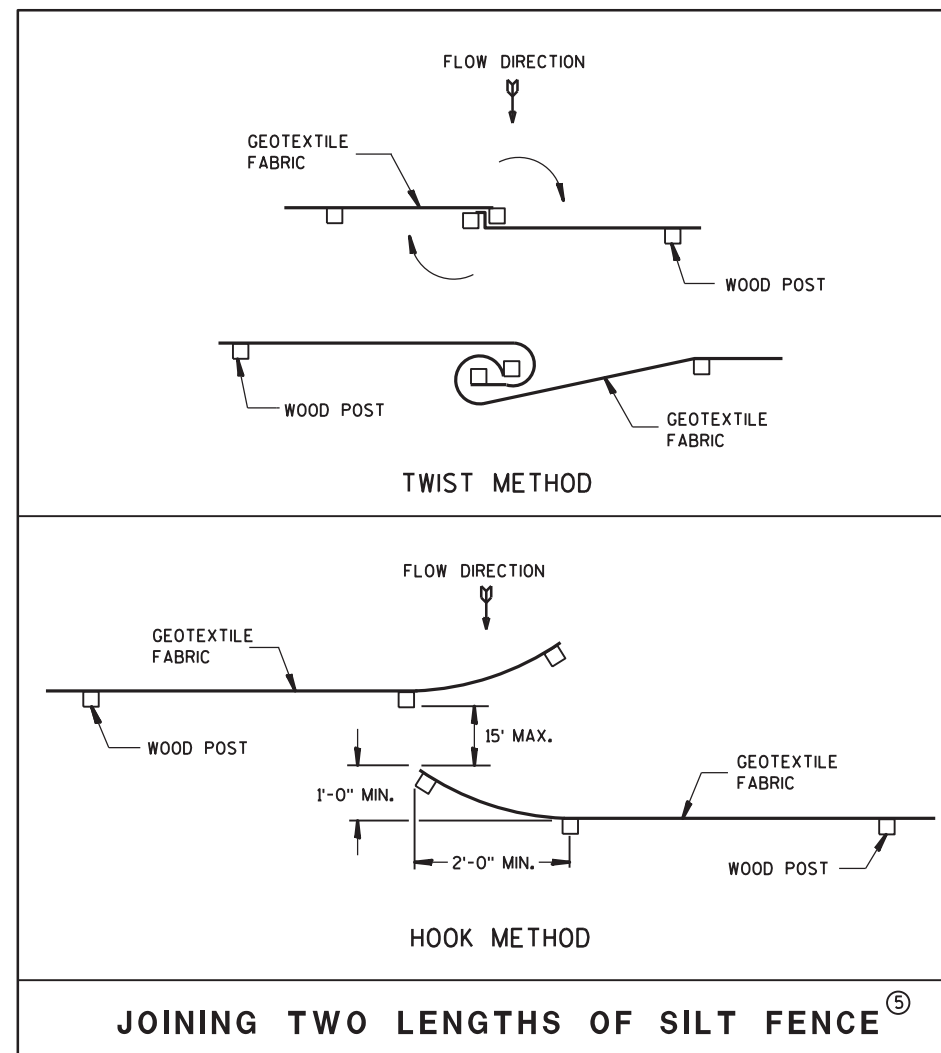 FLOW DIRECTION
GEOTEXTILE
FABRIC
WOOD POST
WOOD POST
GEOTEXTILE
FABRIC
TWIST METHOD
FLOW DIRECTION
GEOTEXTILE
FABRIC
WOOD POST
15' MAX.
1'-0" MIN.
GEOTEXTILE
FABRIC
2'-0" MIN.
WOOD POST
HOOK METHOD
JOINING TWO LENGTHS OF SILT FENCE ⑤